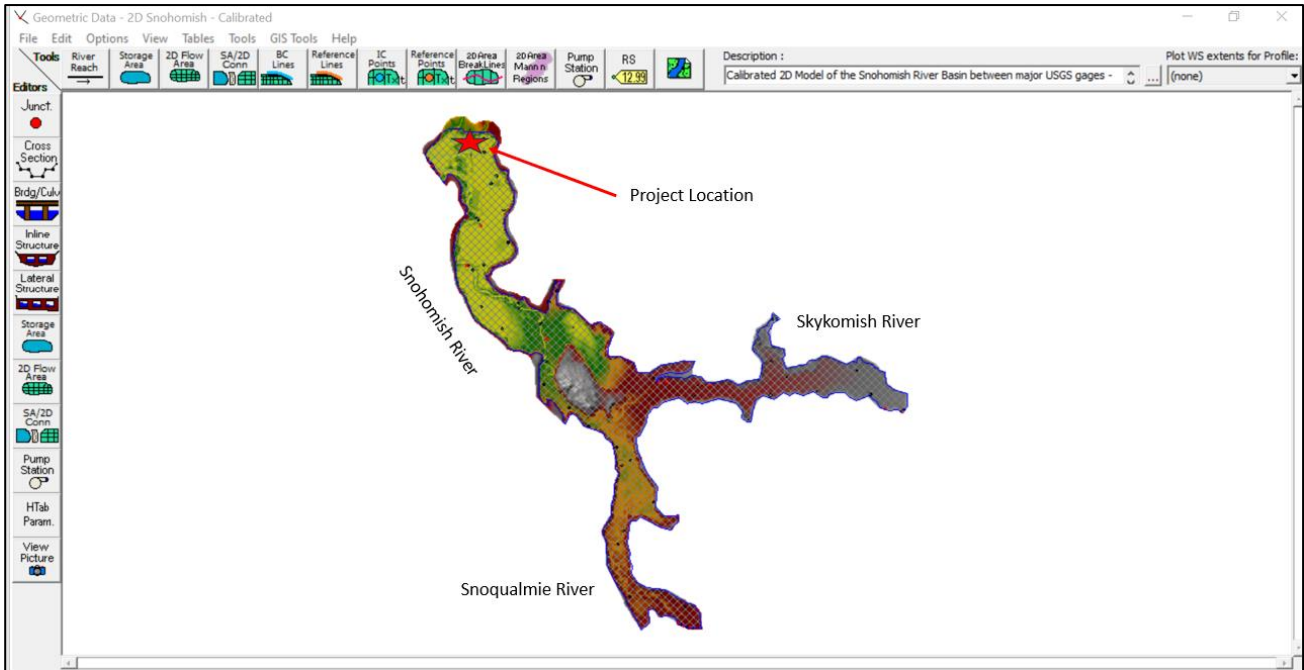 Geometric Data - 2D Snohomish - Calibrated
File Edit Options View Tables Tools GIS Tools Help
Tools
Editors
River
Reach
Storage
Area
2D Flow
Area
SA/2D
Conn
BC
Lines
Reference
Lines
IC
Points
Reference
Points
2D Area
BreakLines
2D Area
Mann n
Regions
Pump
Station
RS
12.99
Description :
Calibrated 2D Model of the Snohomish River Basin between major USGS gages -
...
Plot WS extents for Profile:
(none)
Junct.
Cross
Section
Brdg/Culv
Inline
Structure
Lateral
Structure
Storage
Area
2D Flow
Area
SA/2D
Conn
Pump
Station
HTab
Param.
View
Picture
Project Location
Snohomish River
Skykomish River
Snoqualmie River